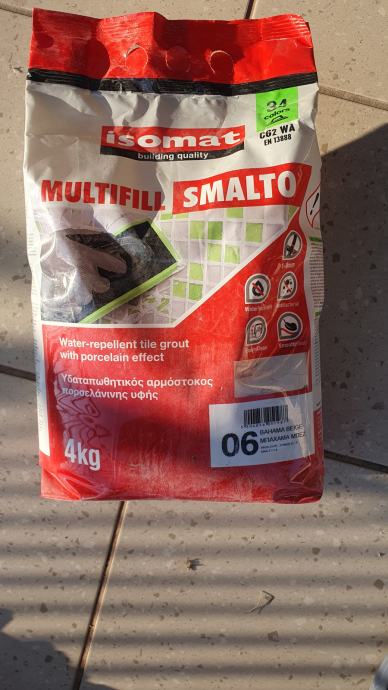 34
colors
CG2 WA
EN 13888
isomat
building quality
MULTIFILL SMALTO
Water-repellent tile grout
with porcelain effect
Υδαταπωθητικός αρμόστοκος
πορσελάνινης υφής
4kg
06
BAHAMA BEIGE
ΜΠΑΧΑΜΑ ΜΠΕΖ